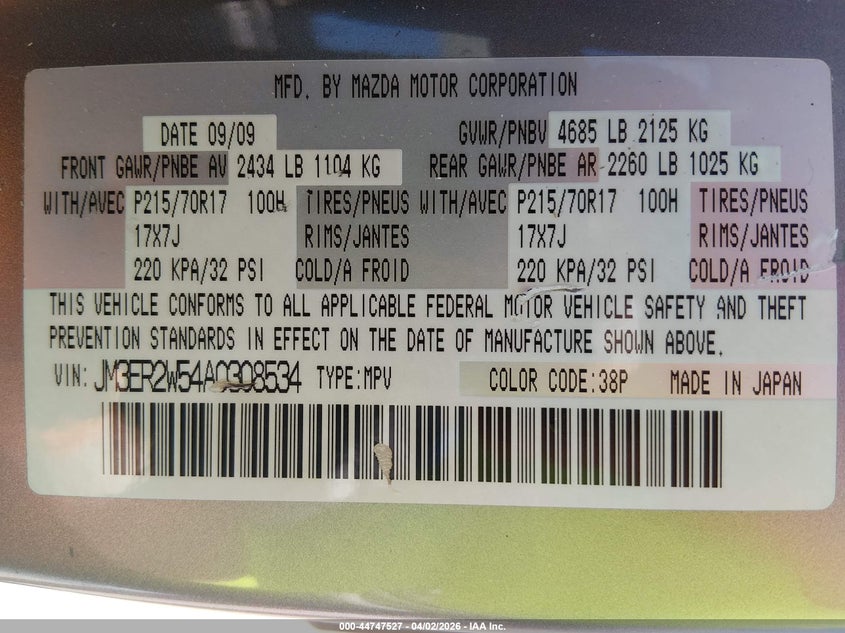 MFD. BY MAZDA MOTOR CORPORATION
DATE 09/09 GVWR/PNBV 4685 LB 2125 KG
FRONT GAWR/PNBE AV 2434 LB 1104 KG REAR GAWR/PNBE AR 2260 LB 1025 KG
WITH/AVEC P215/70R17 100H TIRES/PNEUS WITH/AVEC P215/70R17 100H TIRES/PNEUS
17X7J RIMS/JANTES 17X7J RIMS/JANTES
220 KPA/32 PSI COLD/A FROID 220 KPA/32 PSI COLD/A FROID
THIS VEHICLE CONFORMS TO ALL APPLICABLE FEDERAL MOTOR VEHICLE SAFETY AND THEFT
PREVENTION STANDARDS IN EFFECT ON THE DATE OF MANUFACTURE SHOWN ABOVE.
VIN: JM3ER2W54A0308534 TYPE:MPV COLOR CODE:38P MADE IN JAPAN
000-44747527 - 04/02/2026 - IAA Inc.